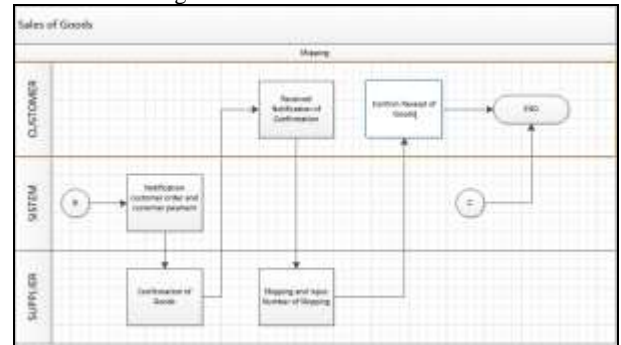 Sales of Goods
Shipping
CUSTOMER
Received
Notification of
Confirmation
Confirm Receipt of
Goods
END
SISTEM
Notification
customer order and
customer payment
SUPPLIER
Confirmation of
Goods
Shipping and Input
Number of Shipping